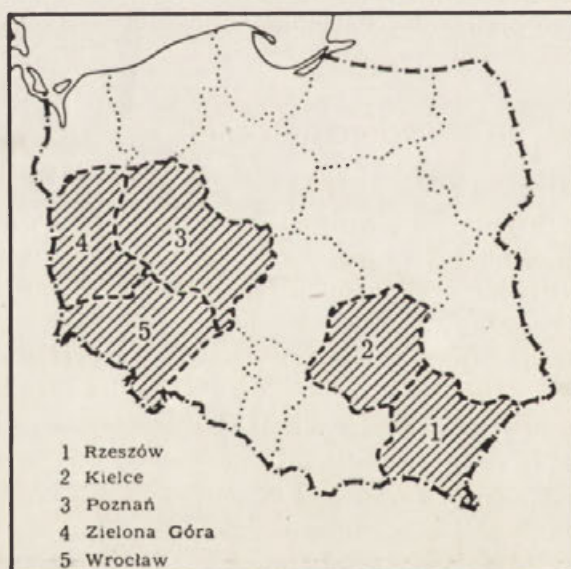 4
3
5
2
1
1 Rzeszów
2 Kielce
3 Poznań
4 Zielona Góra
5 Wrocław